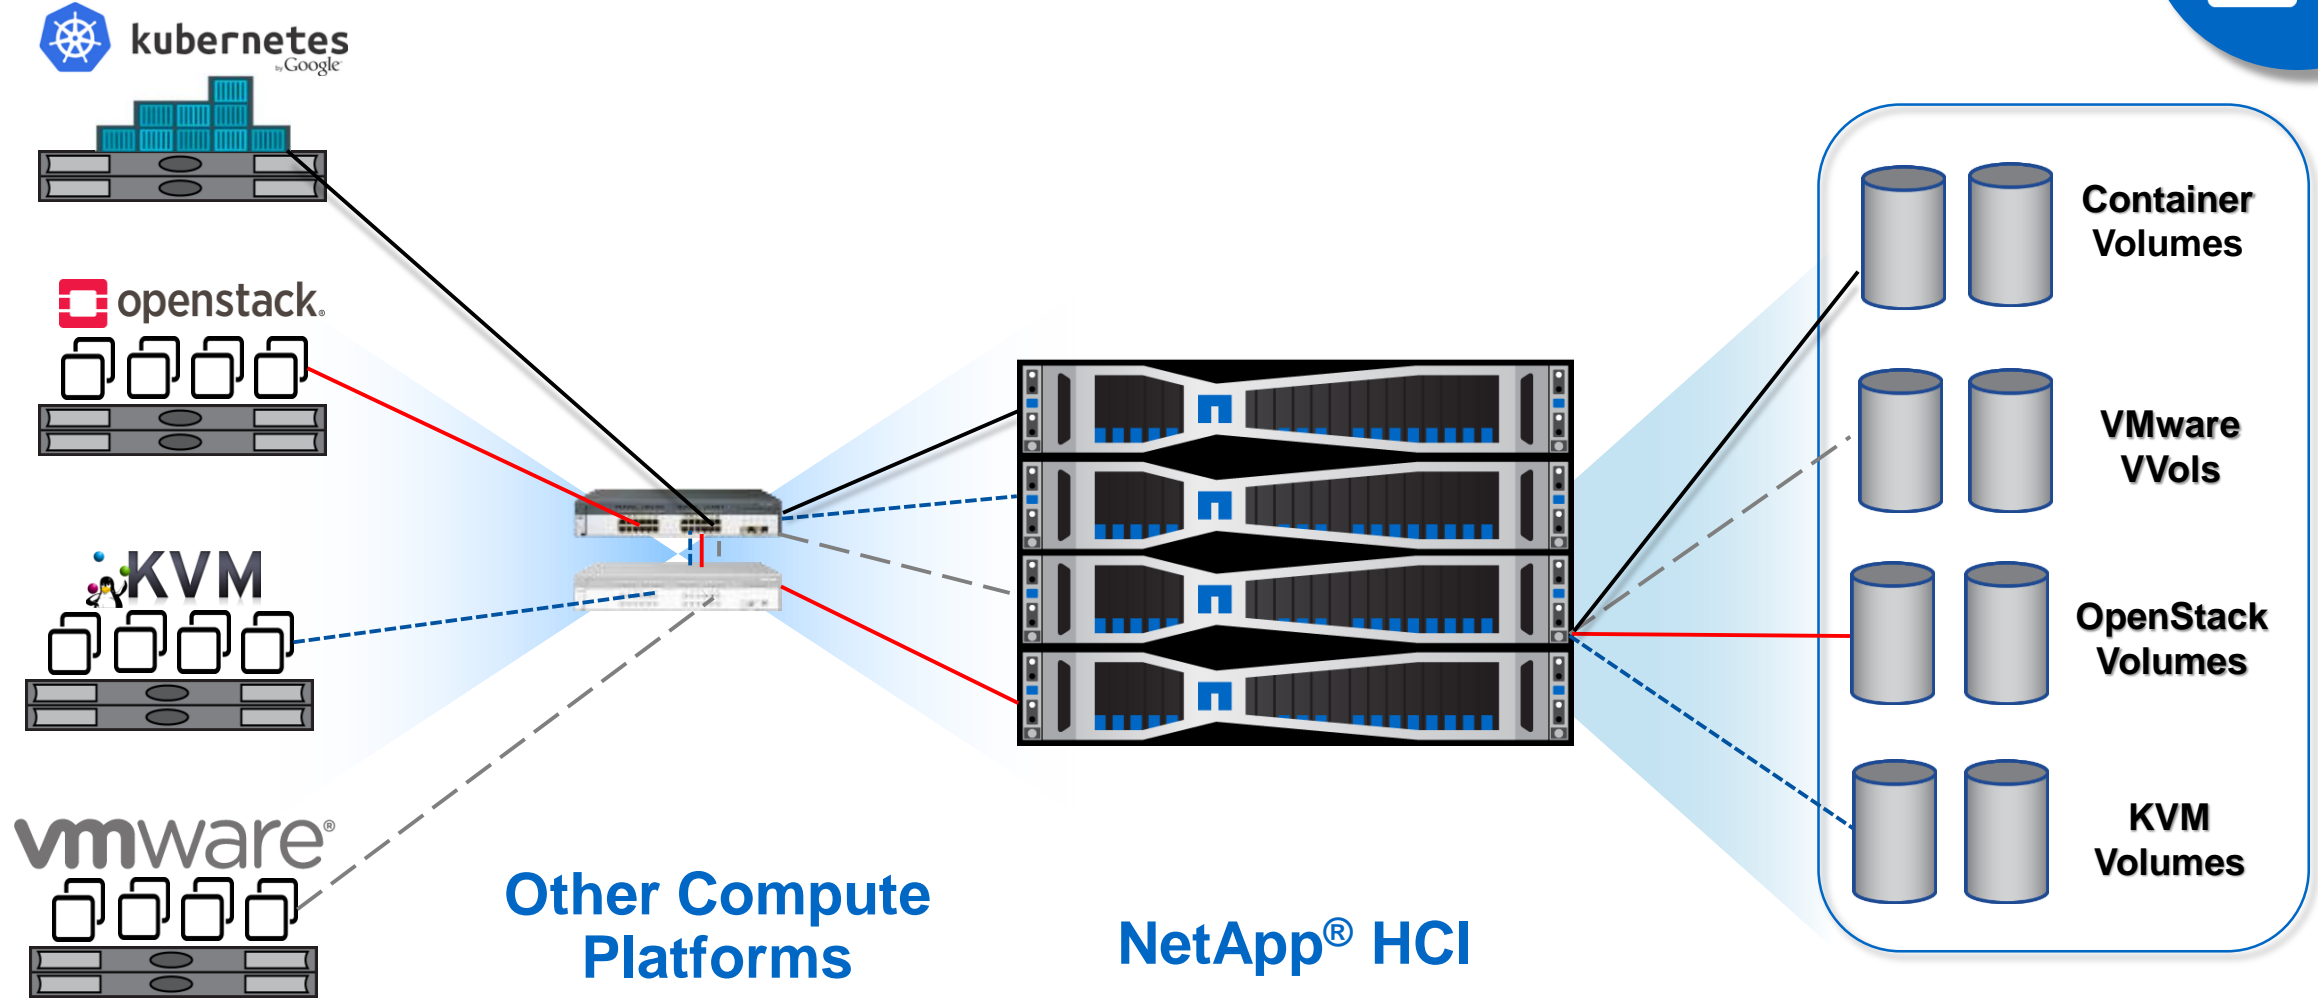 kubernetes
by Google
openstack.
KVM
vmware®
Other Compute
Platforms
NetApp® HCI
Container
Volumes
VMware
VVols
OpenStack
Volumes
KVM
Volumes